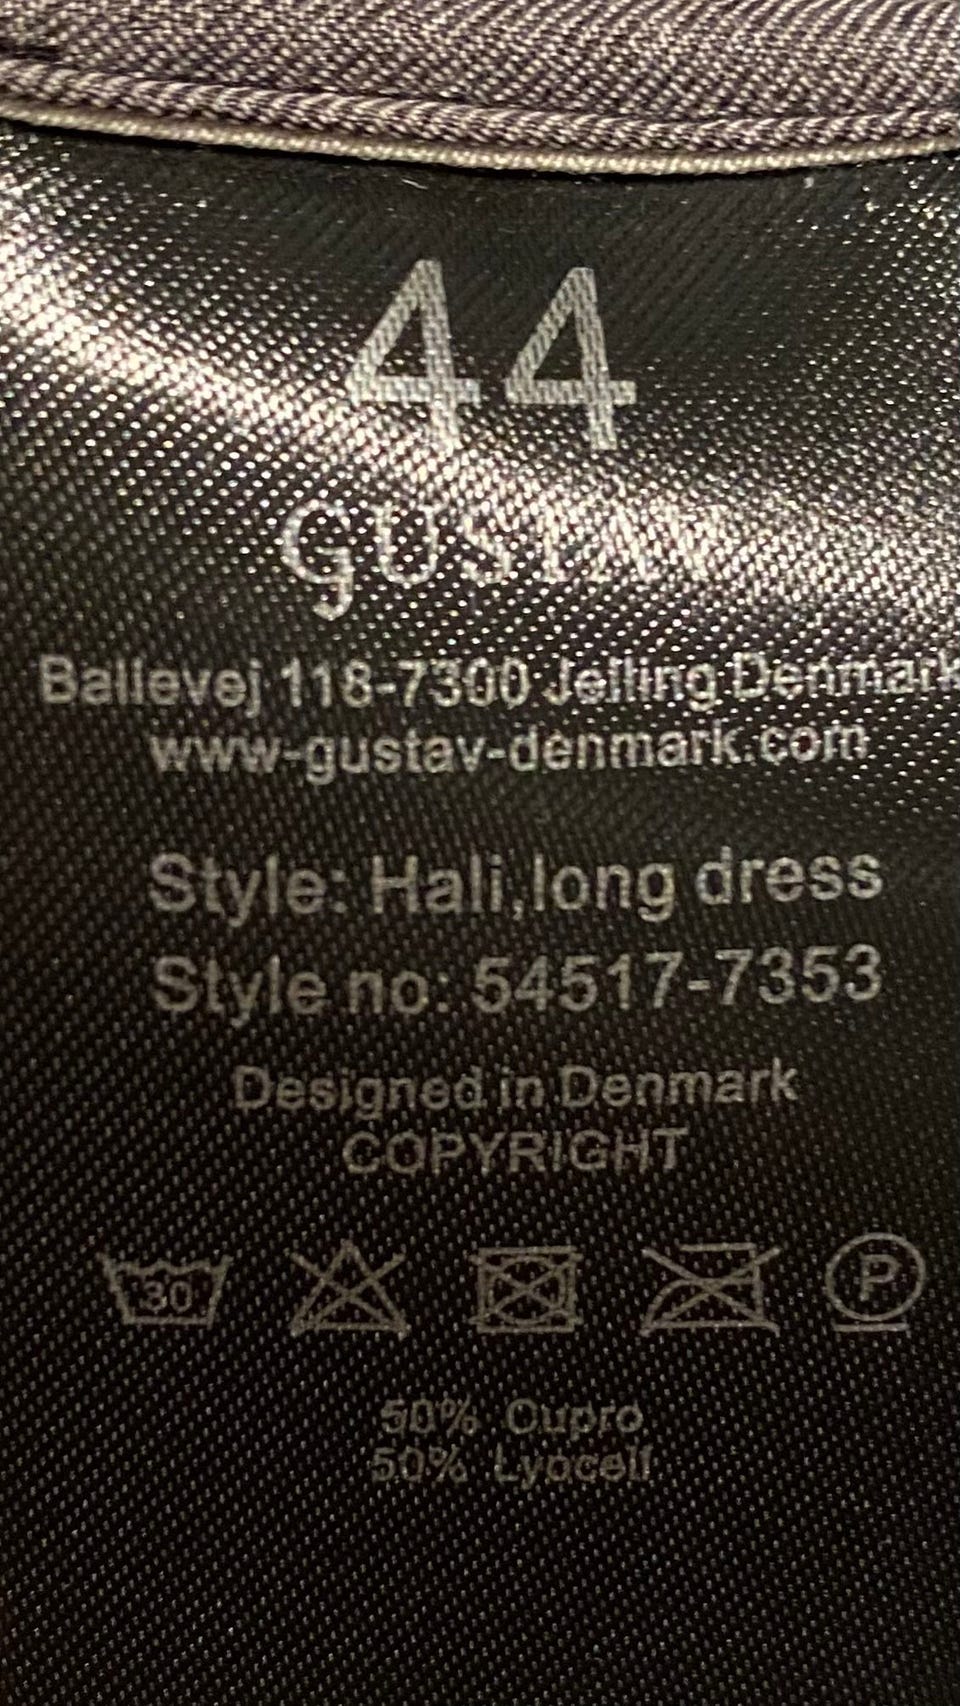 44
GUSTAV
Ballevej 118-7300 Jelling Denmark
www-gustav-denmark.com
Style: Hali,long dress
Style no: 54517-7353
Designed in Denmark
COPYRIGHT
30 P
50% Cupro
50% Lyocell